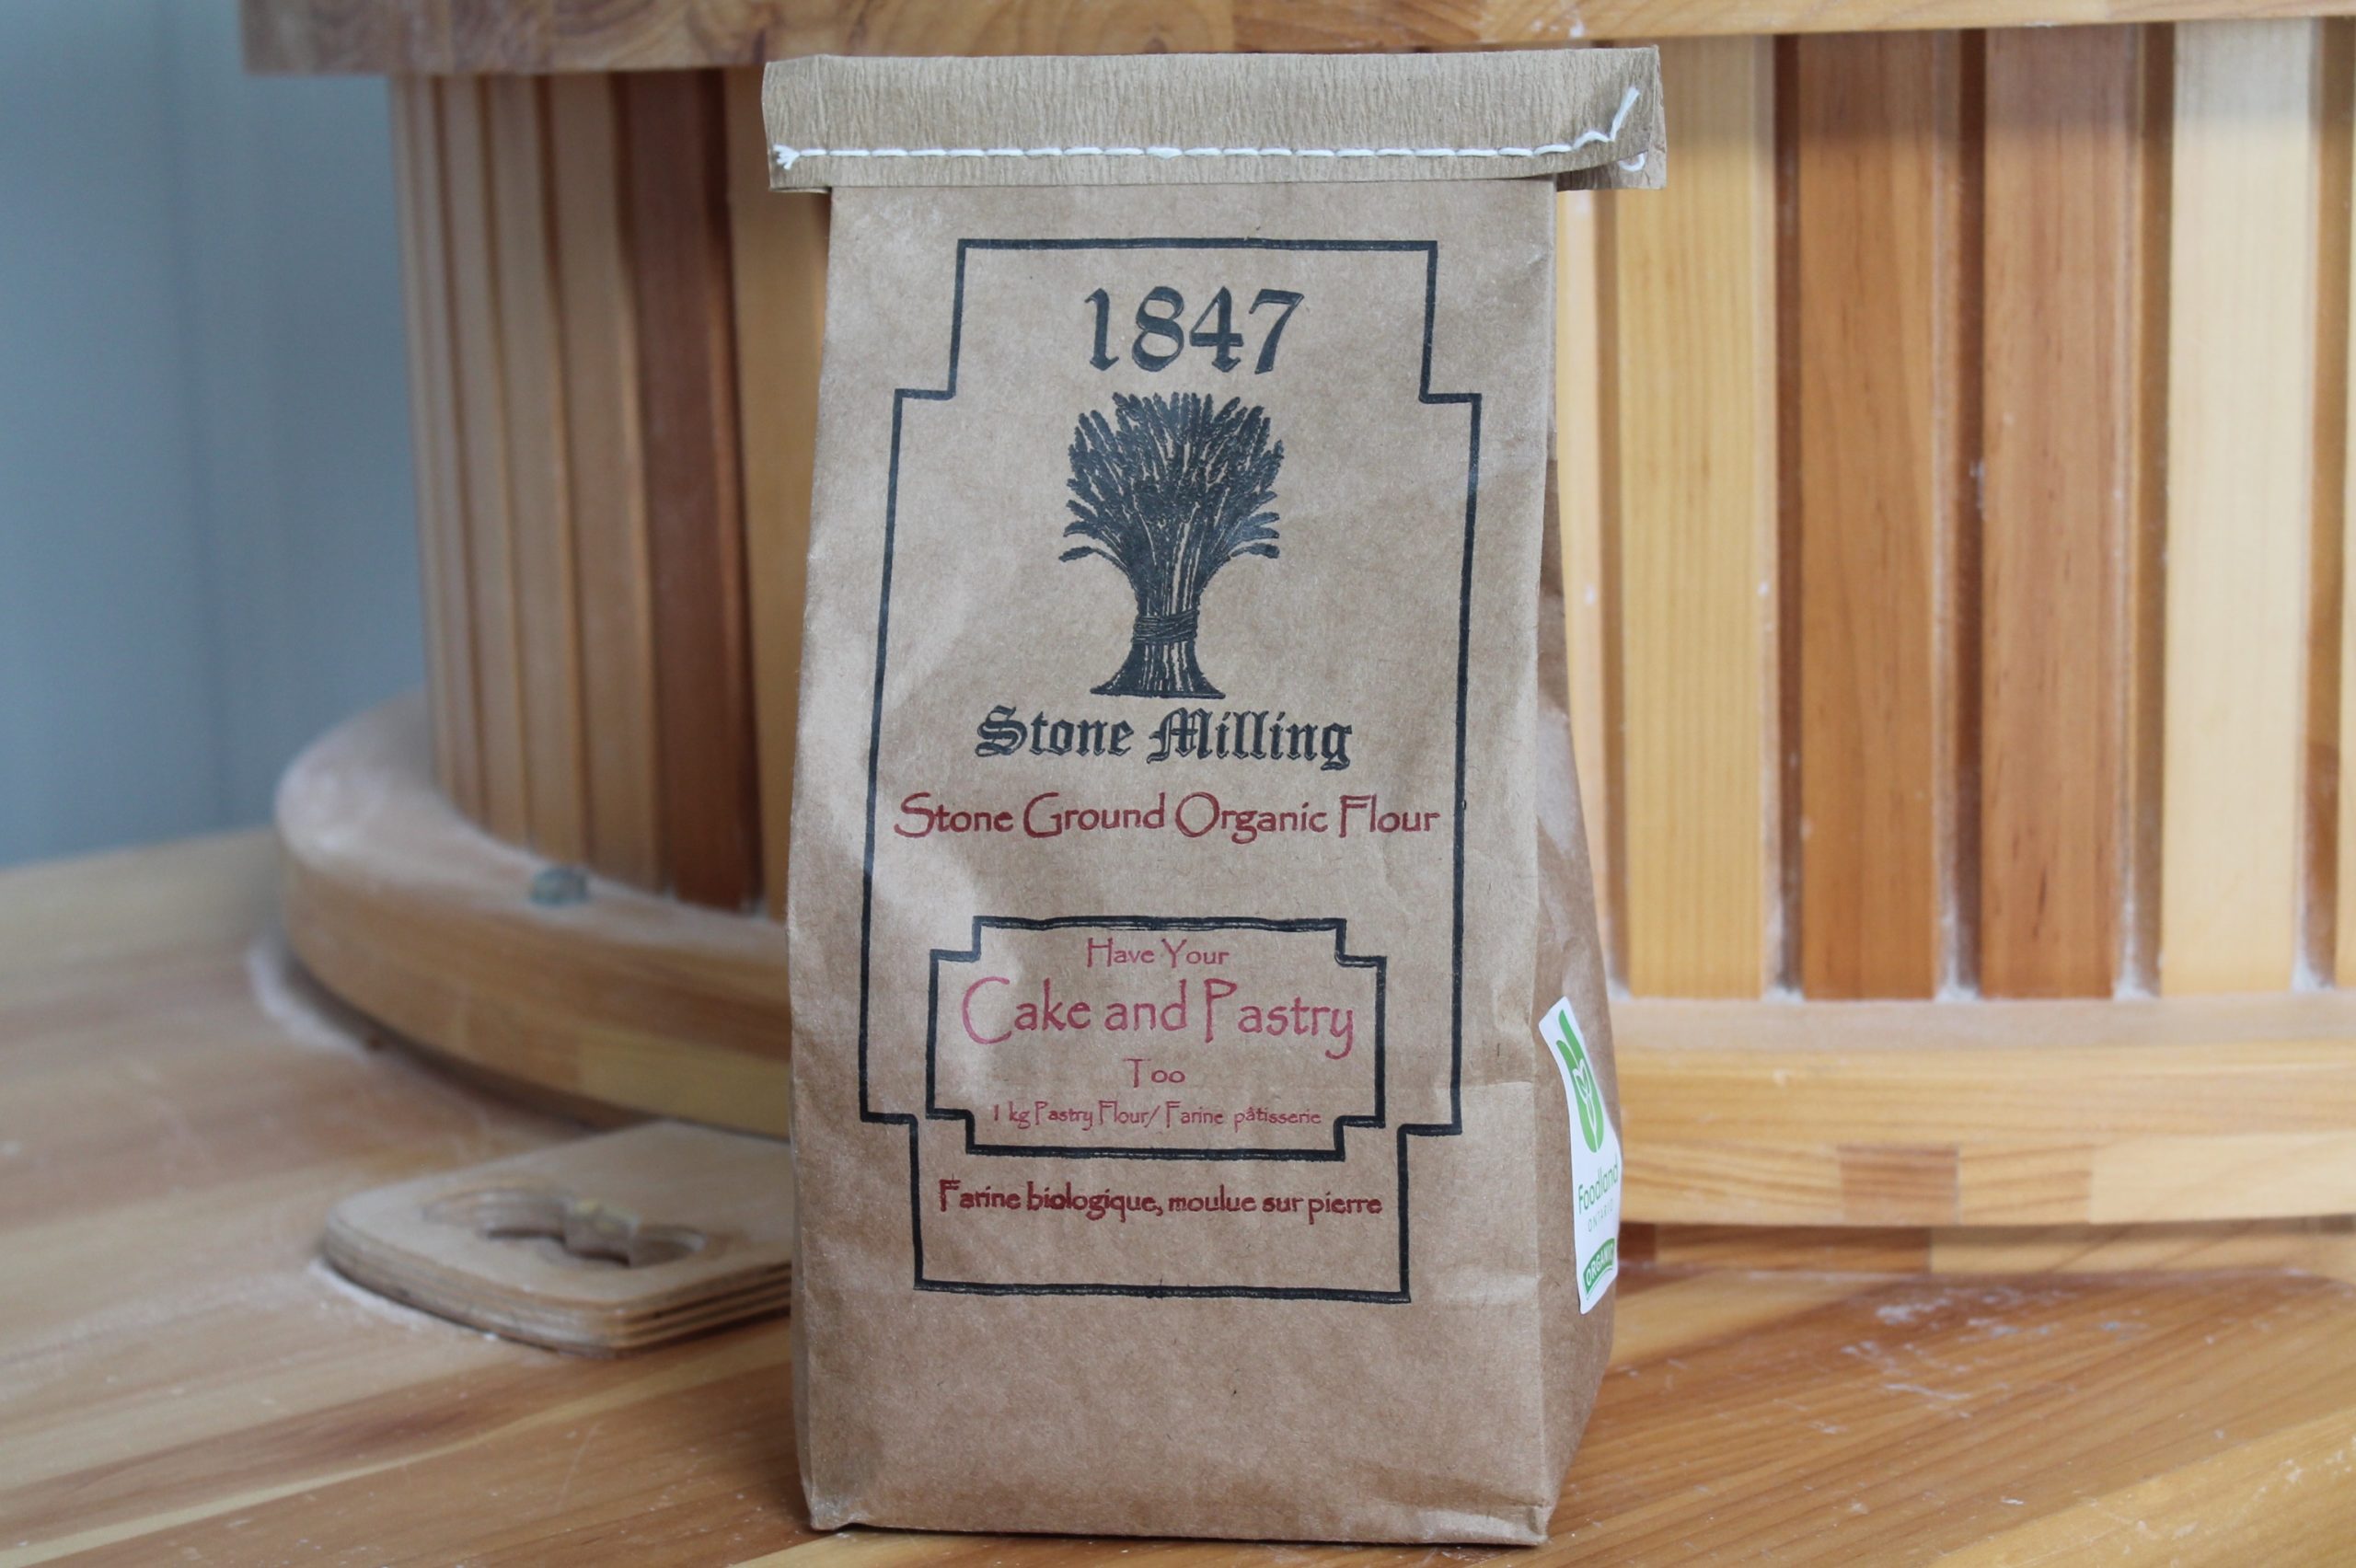 1847
Stone Milling
Stone Ground Organic Flour
Have Your
Cake and Pastry
Too
1 kg Pastry Flour/ Farine pâtisserie
Farine biologique, moulue sur pierre
Foodland
ONTARIO
ORGANIC